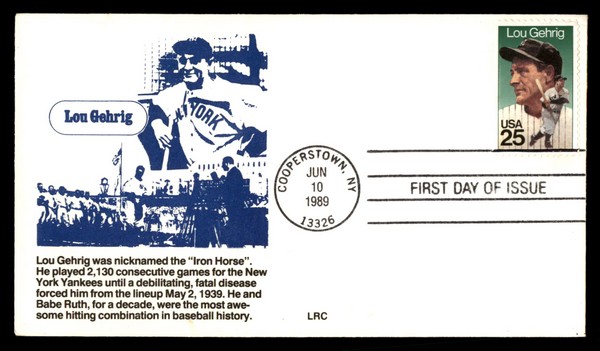 Lou Gehrig
USA
25
Lou Gehrig
YORK
COOPERSTOWN, NY
JUN
10
1989
13326
FIRST DAY OF ISSUE
Lou Gehrig was nicknamed the "Iron Horse".
He played 2,130 consecutive games for the New
York Yankees until a debilitating, fatal disease
forced him from the lineup May 2, 1939. He and
Babe Ruth, for a decade, were the most awe-
some hitting combination in baseball history.
LRC